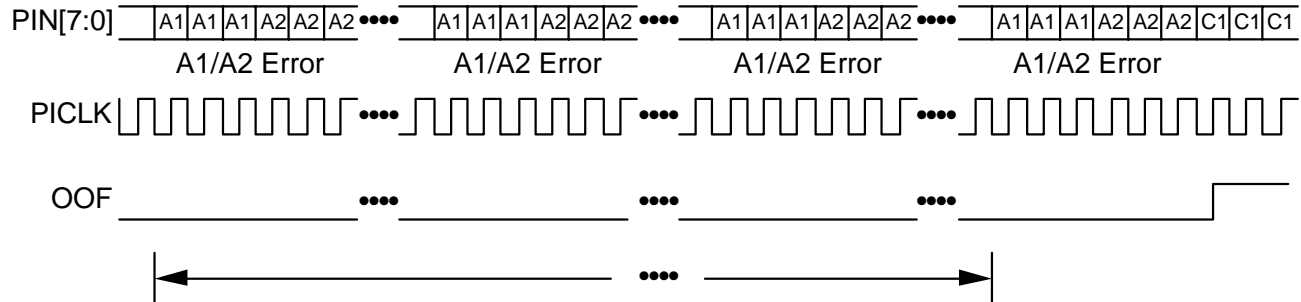 PIN[7:0] A1 A1 A1 A2 A2 A2 •••• A1 A1 A1 A2 A2 A2 •••• A1 A1 A1 A2 A2 A2 •••• A1 A1 A1 A2 A2 A2 C1 C1 C1
A1/A2 Error A1/A2 Error A1/A2 Error A1/A2 Error
PICLK •••• •••• ••••
OOF •••• •••• ••••
••••